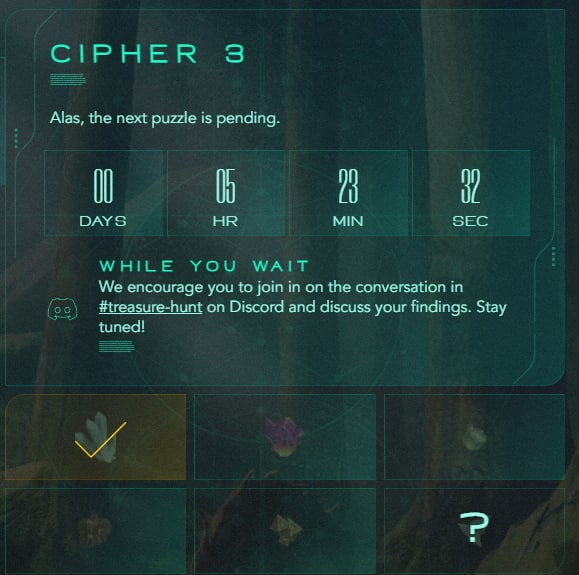 CIPHER 3
Alas, the next puzzle is pending.
00 05 23 32
DAYS HR MIN SEC
WHILE YOU WAIT
We encourage you to join in on the conversation in
#treasure-hunt on Discord and discuss your findings. Stay
tuned!
?